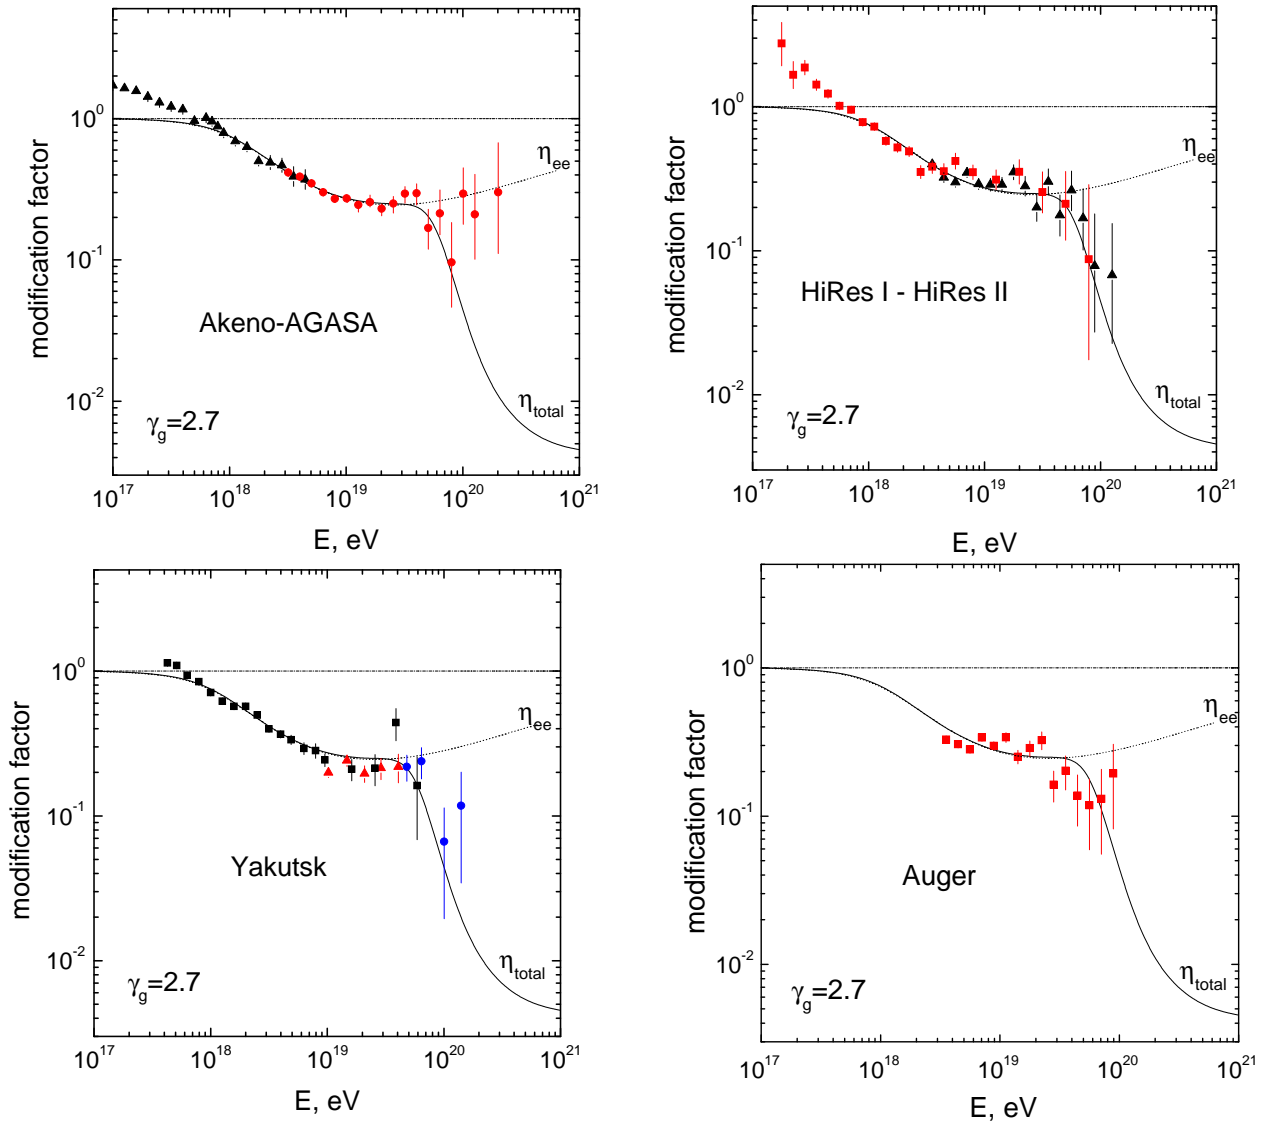 modification factor
10^0
10^-1
10^-2
η_ee
Akeno-AGASA
η_total
γ_g=2.7
10^17 10^18 10^19 10^20 10^21
E, eV
modification factor
10^0
10^-1
10^-2
η_ee
HiRes I - HiRes II
η_total
γ_g=2.7
10^17 10^18 10^19 10^20 10^21
E, eV
modification factor
10^0
10^-1
10^-2
η_ee
Yakutsk
η_total
γ_g=2.7
10^17 10^18 10^19 10^20 10^21
E, eV
modification factor
10^0
10^-1
10^-2
η_ee
Auger
η_total
γ_g=2.7
10^17 10^18 10^19 10^20 10^21
E, eV